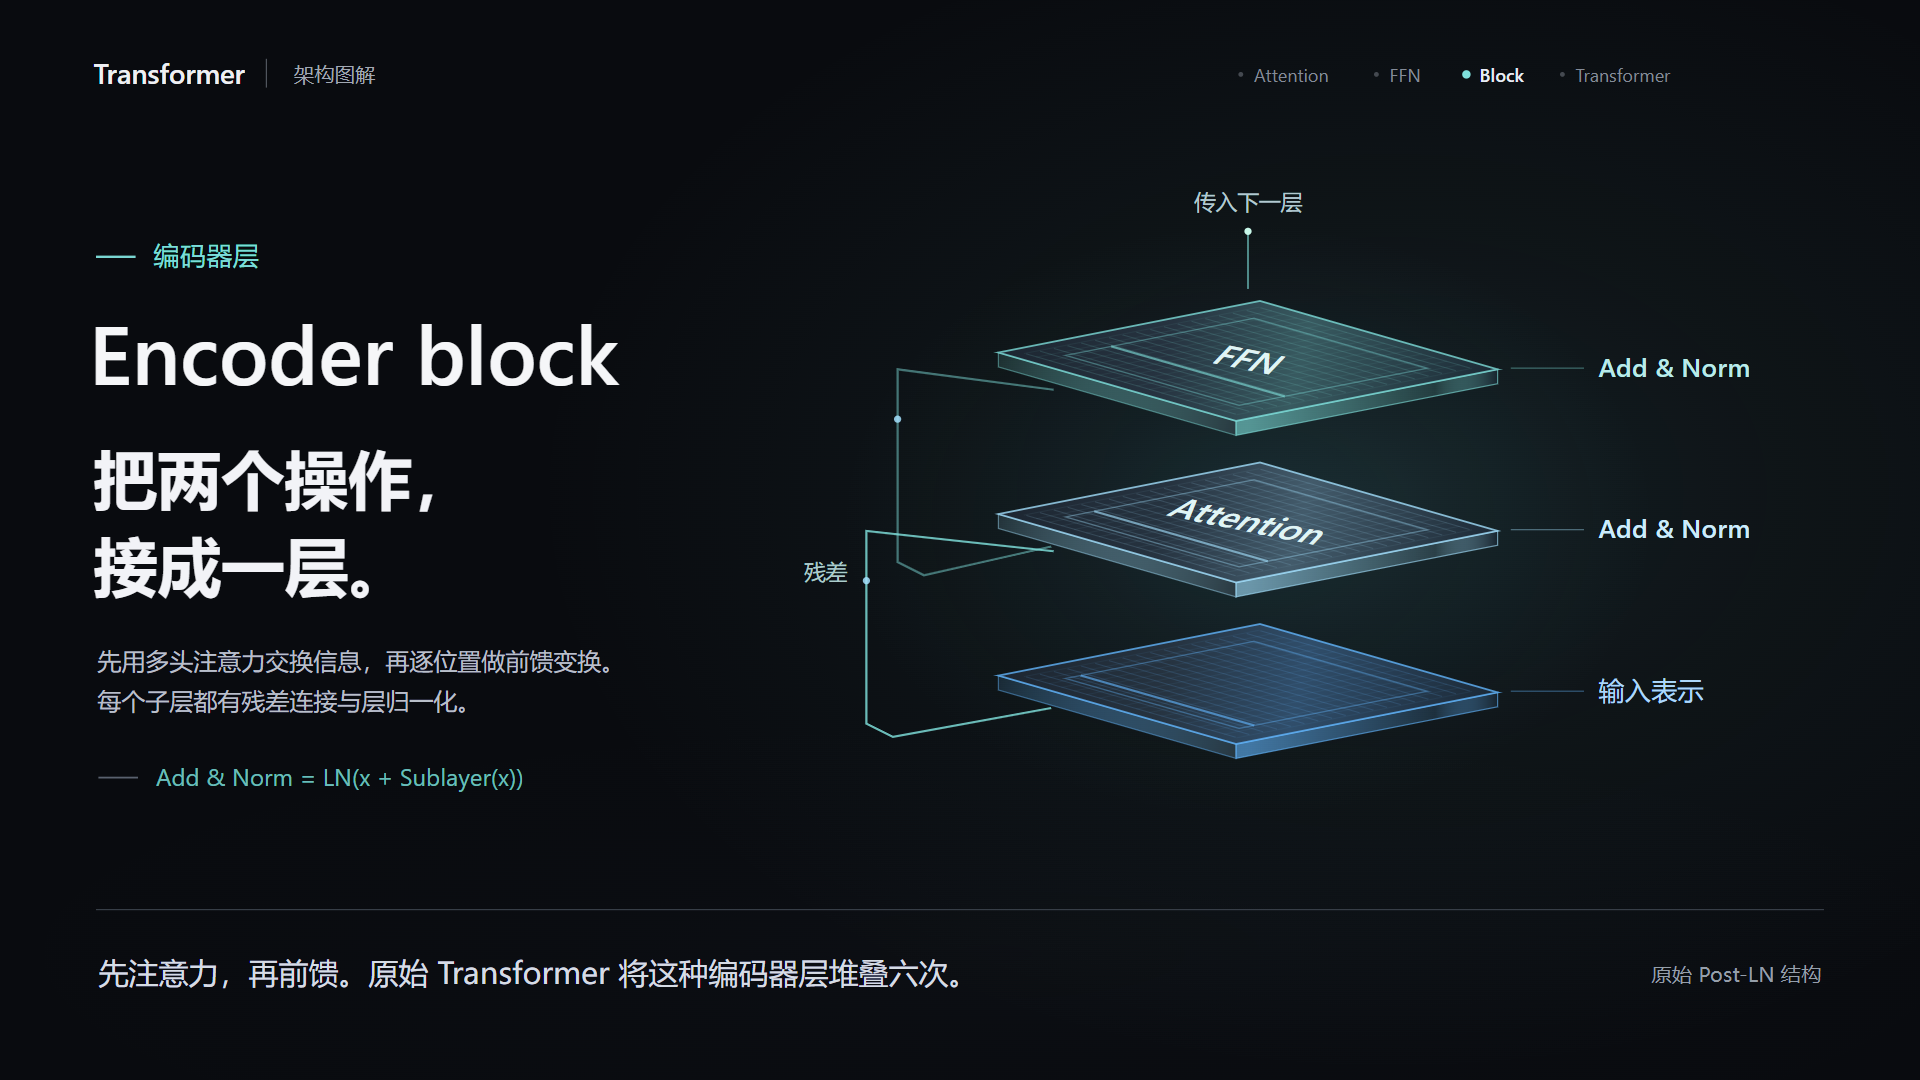 Transformer
架构图解
Attention
FFN
Block
Transformer
编码器层
Encoder block
把两个操作，
接成一层。
先用多头注意力交换信息，再逐位置做前馈变换。
每个子层都有残差连接与层归一化。
Add & Norm = LN(x + Sublayer(x))
传入下一层
FFN
Add & Norm
Attention
Add & Norm
残差
输入表示
先注意力，再前馈。原始 Transformer 将这种编码器层堆叠六次。
原始 Post-LN 结构